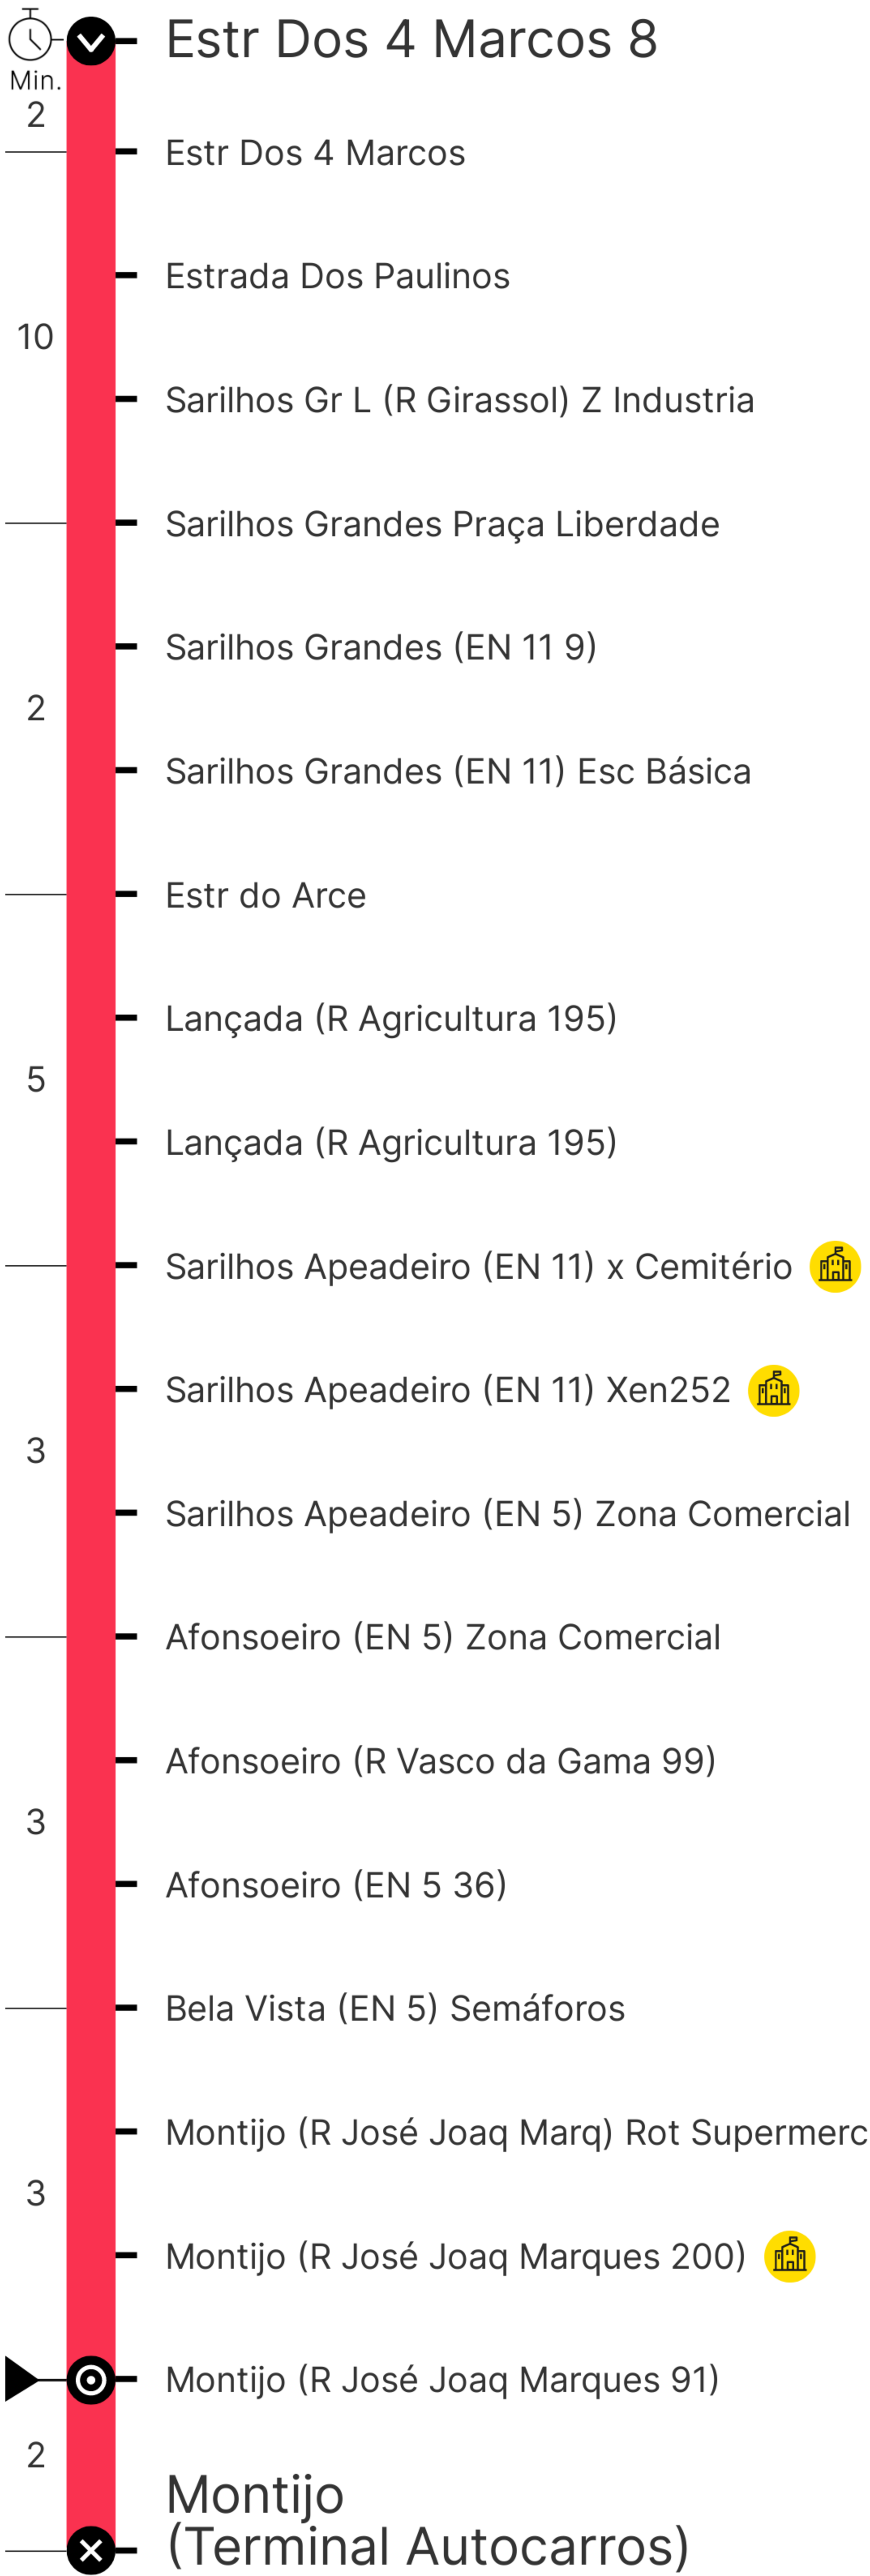 Estr Dos 4 Marcos 8
Min.
2
Estr Dos 4 Marcos
Estrada Dos Paulinos
10
Sarilhos Gr L (R Girassol) Z Industria
Sarilhos Grandes Praça Liberdade
Sarilhos Grandes (EN 11 9)
2
Sarilhos Grandes (EN 11) Esc Básica
Estr do Arce
Lançada (R Agricultura 195)
5
Lançada (R Agricultura 195)
Sarilhos Apeadeiro (EN 11) x Cemitério
Sarilhos Apeadeiro (EN 11) Xen252
3
Sarilhos Apeadeiro (EN 5) Zona Comercial
Afonsoeiro (EN 5) Zona Comercial
Afonsoeiro (R Vasco da Gama 99)
3
Afonsoeiro (EN 5 36)
Bela Vista (EN 5) Semáforos
Montijo (R José Joaq Marq) Rot Supermerc
3
Montijo (R José Joaq Marques 200)
Montijo (R José Joaq Marques 91)
2
Montijo
(Terminal Autocarros)